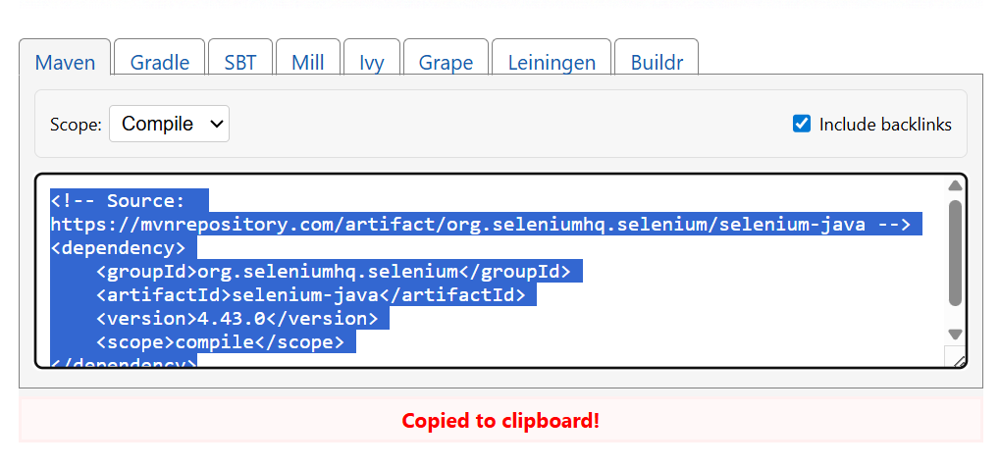 Maven Gradle SBT Mill Ivy Grape Leiningen Buildr
Scope: Compile Include backlinks
<!-- Source:
https://mvnrepository.com/artifact/org.seleniumhq.selenium/selenium-java -->
<dependency>
    <groupId>org.seleniumhq.selenium</groupId>
    <artifactId>selenium-java</artifactId>
    <version>4.43.0</version>
    <scope>compile</scope>
</dependency>
Copied to clipboard!